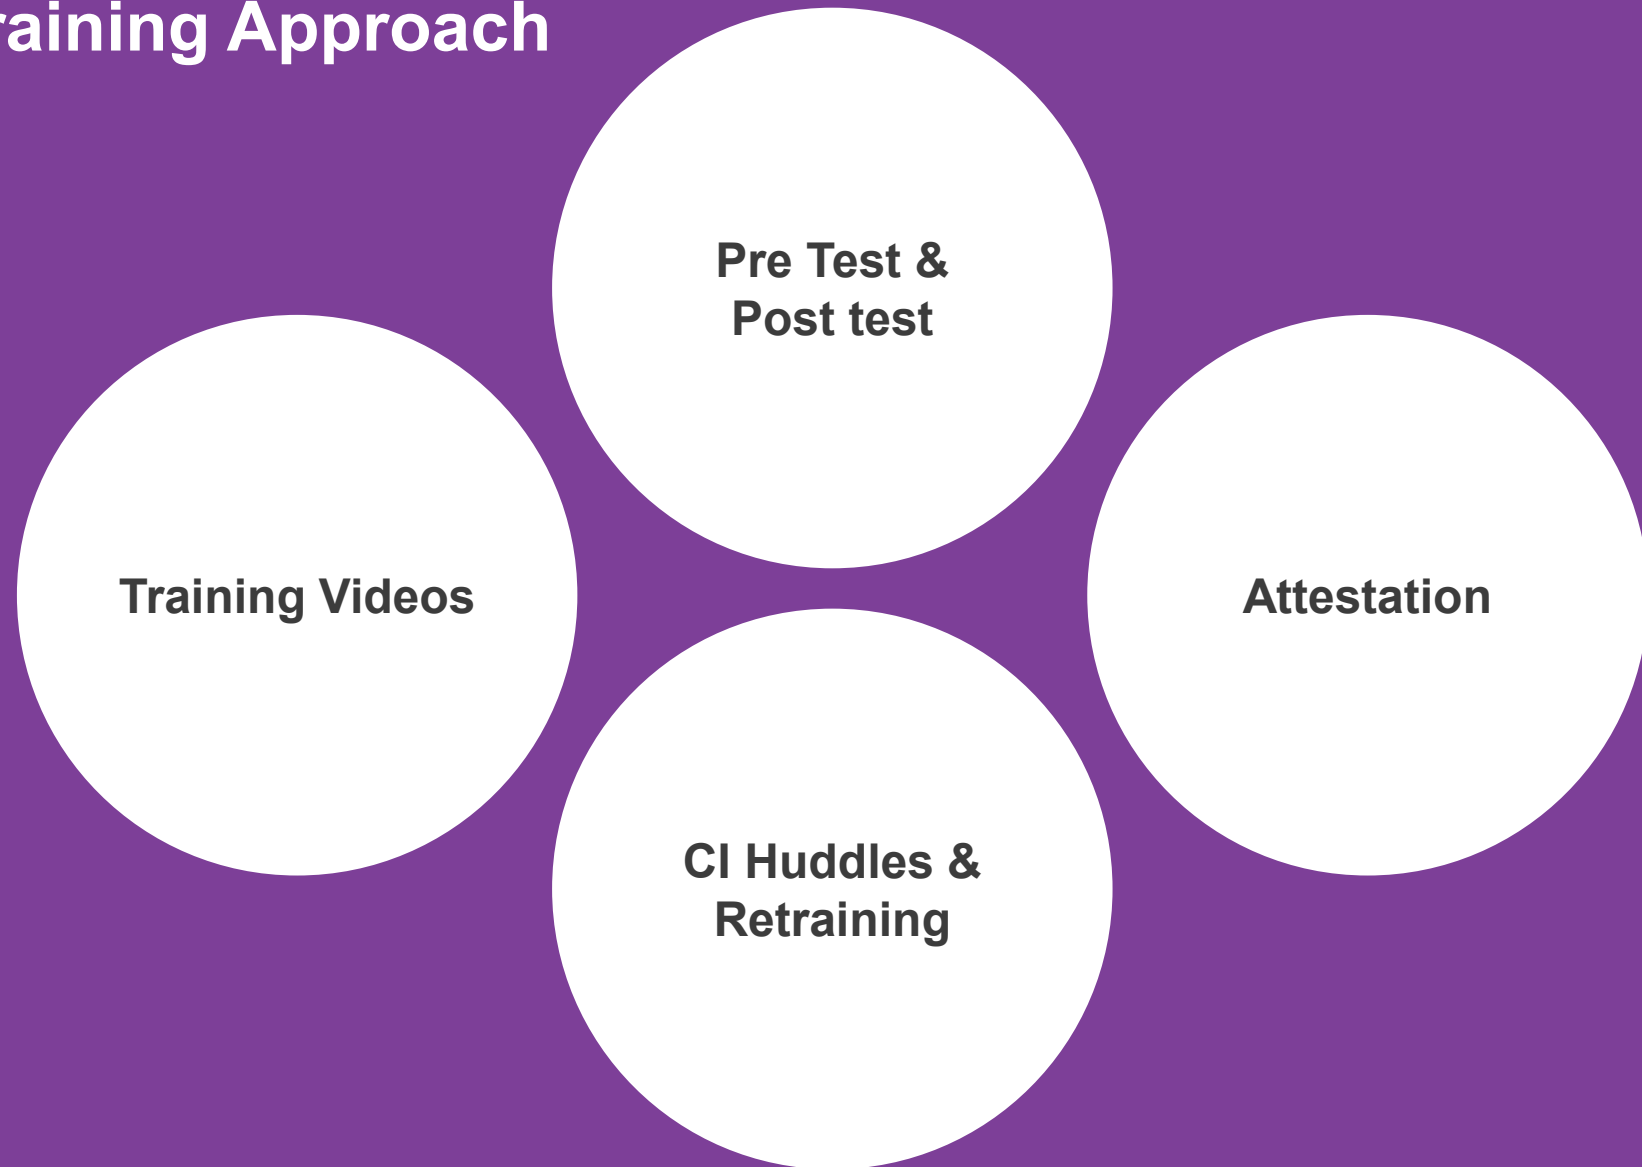 raining Approach
Pre Test &
Post test
Training Videos
Attestation
CI Huddles &
Retraining